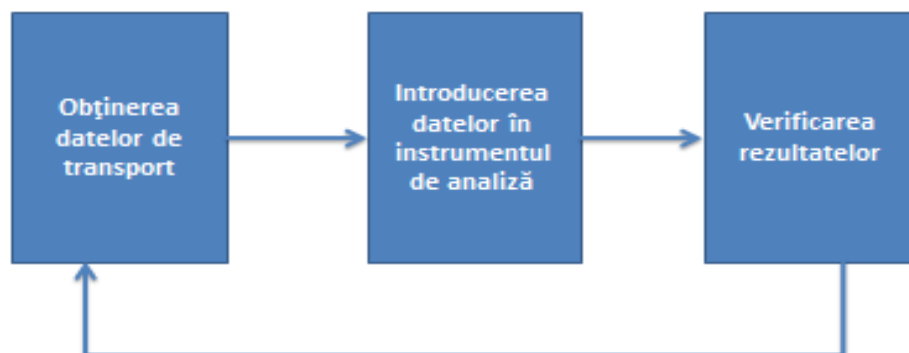 Obţinerea
datelor de
transport
Introducerea
datelor în
instrumentul
de analiză
Verificarea
rezultatelor